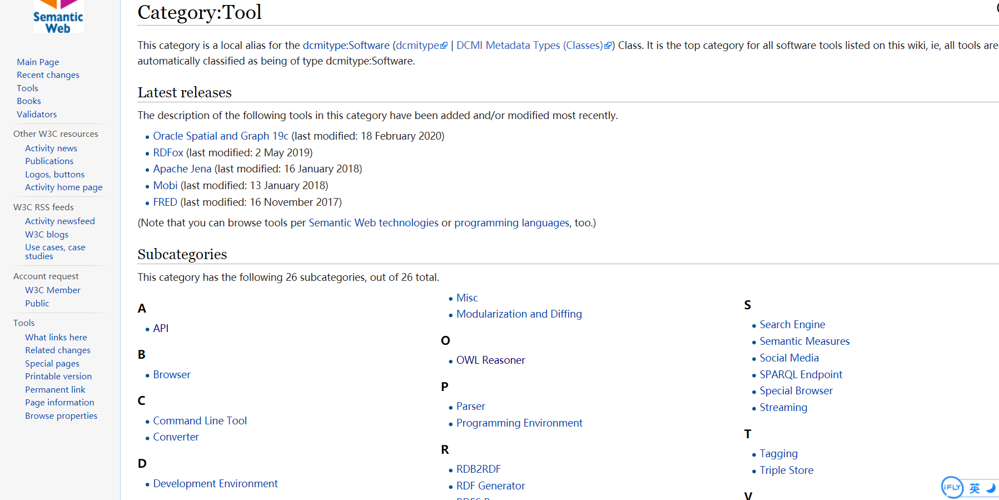 Semantic
Web
Main Page
Recent changes
Tools
Books
Validators
Other W3C resources
Activity news
Publications
Logos, buttons
Activity home page
W3C RSS feeds
Activity newsfeed
W3C blogs
Use cases, case
studies
Account request
W3C Member
Public
Tools
What links here
Related changes
Special pages
Printable version
Permanent link
Page information
Browse properties
Category:Tool
This category is a local alias for the dcmitype:Software (dcmitype | DCMI Metadata Types (Classes)) Class. It is the top category for all software tools listed on this wiki, ie, all tools are
automatically classified as being of type dcmitype:Software.
Latest releases
The description of the following tools in this category have been added and/or modified most recently.
• Oracle Spatial and Graph 19c (last modified: 18 February 2020)
• RDFox (last modified: 2 May 2019)
• Apache Jena (last modified: 16 January 2018)
• Mobi (last modified: 13 January 2018)
• FRED (last modified: 16 November 2017)
(Note that you can browse tools per Semantic Web technologies or programming languages, too.)
Subcategories
This category has the following 26 subcategories, out of 26 total.
A
• API
B
• Browser
C
• Command Line Tool
• Converter
D
• Development Environment
• Misc
• Modularization and Diffing
O
• OWL Reasoner
P
• Parser
• Programming Environment
R
• RDB2RDF
• RDF Generator
S
• Search Engine
• Semantic Measures
• Social Media
• SPARQL Endpoint
• Special Browser
• Streaming
T
• Tagging
• Triple Store
V
iFLY 英